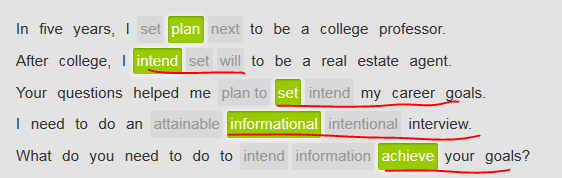 In five years, I set plan next to be a college professor.
After college, I intend set will to be a real estate agent.
Your questions helped me plan to set intend my career goals.
I need to do an attainable informational intentional interview.
What do you need to do to intend information achieve your goals?